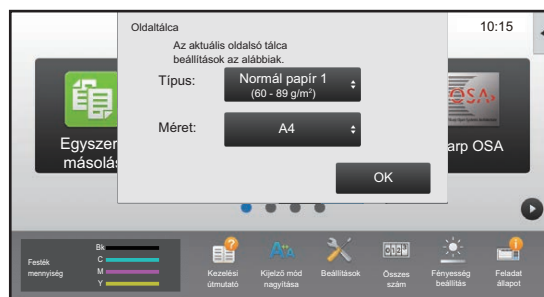 Oldaltálca
10:15
Az aktuális oldalsó tálca
beállítások az alábbiak.
Típus:
Normál papír 1
(60 - 89 g/m²)
Méret:
A4
OK
Egyszer
másolás
OSA
arp OSA
Festék
mennyiség
Bk
C
M
Y
Kezelési
útmutató
Kijelző mód
nagyítása
Beállítások
Összes
szám
Fényesség
beállítás
Feladat
állapot